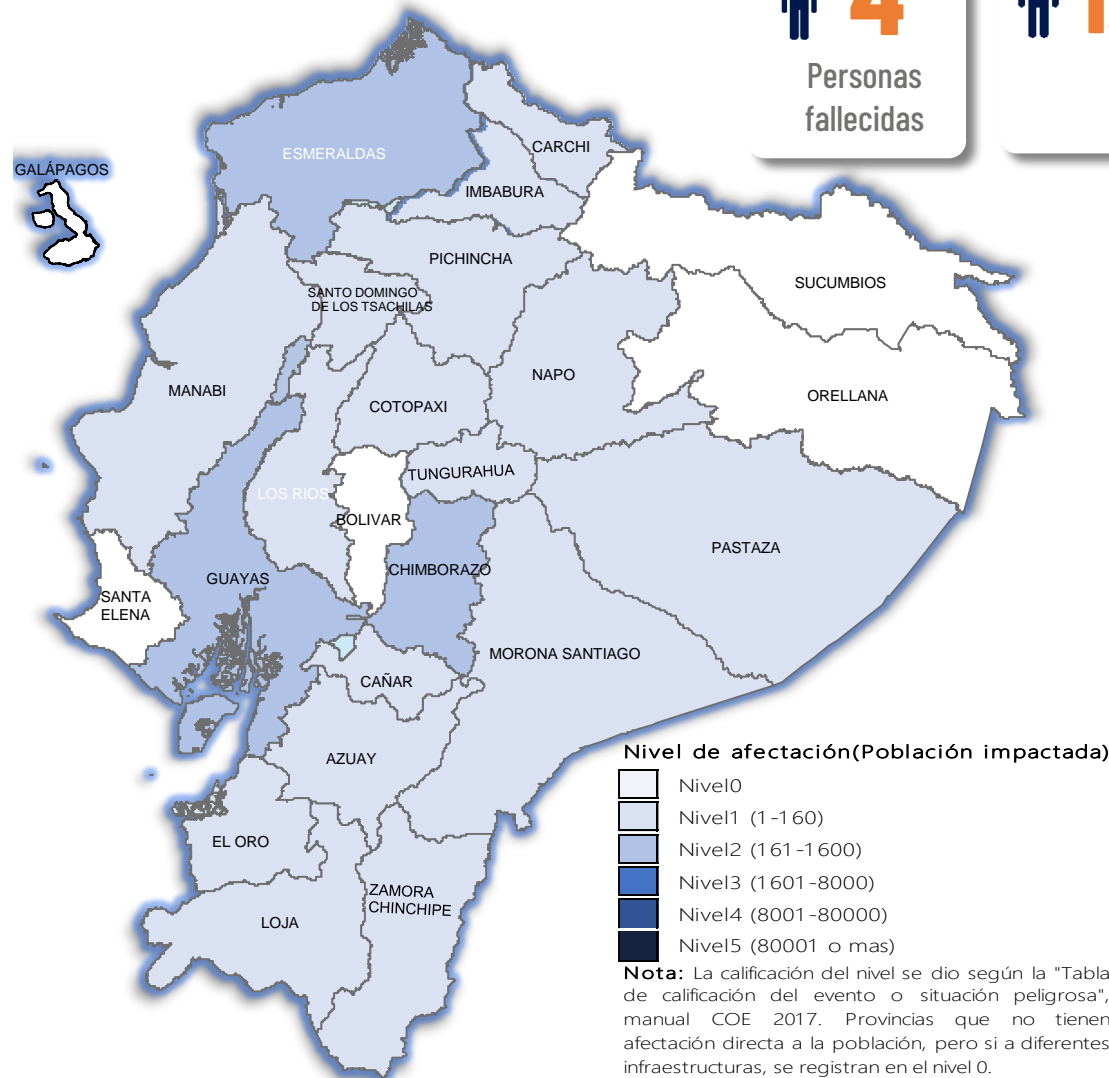 4
Personas
fallecidas
GALÁPAGOS
ESMERALDAS
CARCHI
IMBABURA
PICHINCHA
SUCUMBIOS
SANTO DOMINGO
DE LOS TSACHILAS
NAPO
ORELLANA
MANABI
COTOPAXI
TUNGURAHUA
LOS RIOS
BOLIVAR
PASTAZA
CHIMBORAZO
GUAYAS
SANTA
ELENA
MORONA SANTIAGO
CAÑAR
AZUAY
EL ORO
ZAMORA
CHINCHIPE
LOJA
Nivel de afectación(Población impactada)
Nivel0
Nivel1 (1-160)
Nivel2 (161-1600)
Nivel3 (1601-8000)
Nivel4 (8001-80000)
Nivel5 (80001 o mas)
Nota: La calificación del nivel se dio según la "Tabla
de calificación del evento o situación peligrosa",
manual COE 2017. Provincias que no tienen
afectación directa a la población, pero si a diferentes
infraestructuras, se registran en el nivel 0.